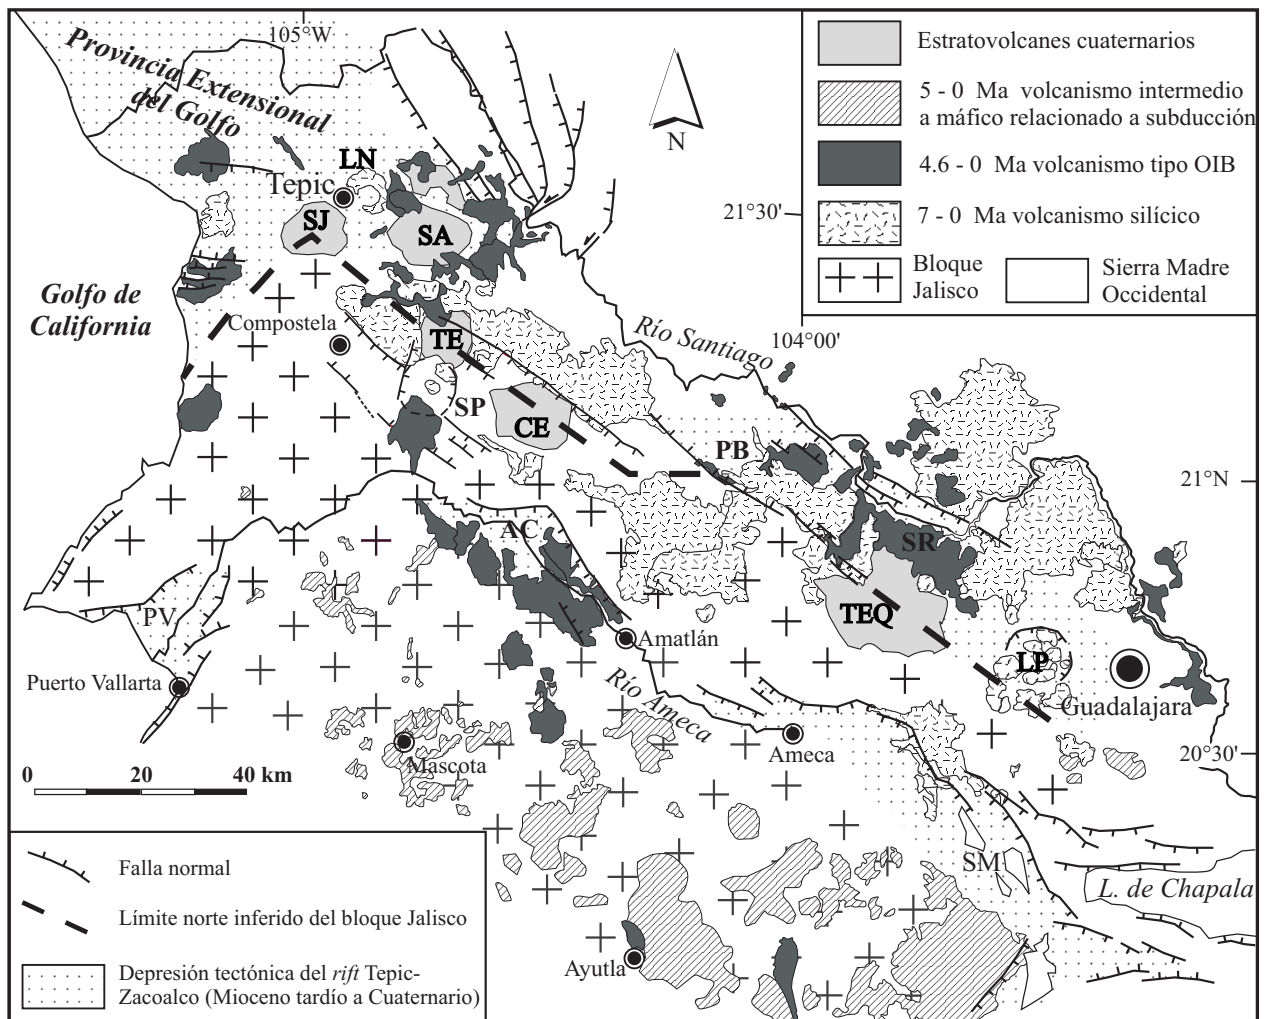 105°W
Provincia Extensional
del Golfo
N
Estratovolcanes cuaternarios
5 - 0 Ma volcanismo intermedio
a máfico relacionado a subducción
4.6 - 0 Ma volcanismo tipo OIB
7 - 0 Ma volcanismo silícico
Bloque
Jalisco
Sierra Madre
Occidental
LN
Tepic
SJ
SA
21°30'
Golfo de
California
Compostela
TE
Río Santiago
104°00'
SP
CE
PB
21°N
AC
SR
PV
TEQ
Amatlán
LP
Puerto Vallarta
Río Ameca
Guadalajara
Mascota
Ameca
20°30'
0 20 40 km
Falla normal
SM
L. de Chapala
Límite norte inferido del bloque Jalisco
Ayutla
Depresión tectónica del rift Tepic-
Zacoalco (Mioceno tardío a Cuaternario)